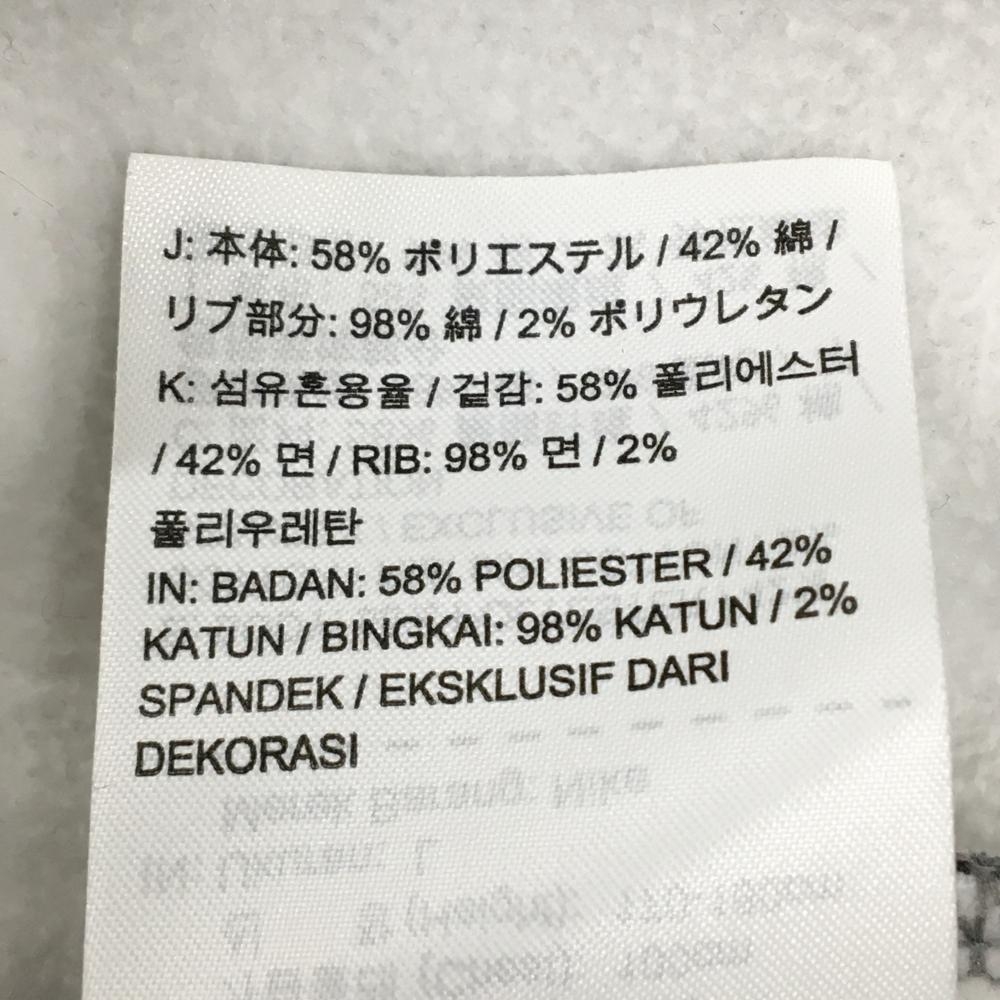 J: 本体: 58% ポリエステル / 42% 綿 /
リブ部分: 98% 綿 / 2% ポリウレタン
K: 섬유혼용율 / 겉감: 58% 폴리에스터
/ 42% 면 / RIB: 98% 면 / 2%
폴리우레탄
IN: BADAN: 58% POLIESTER / 42%
KATUN / BINGKAI: 98% KATUN / 2%
SPANDEK / EKSKLUSIF DARI
DEKORASI